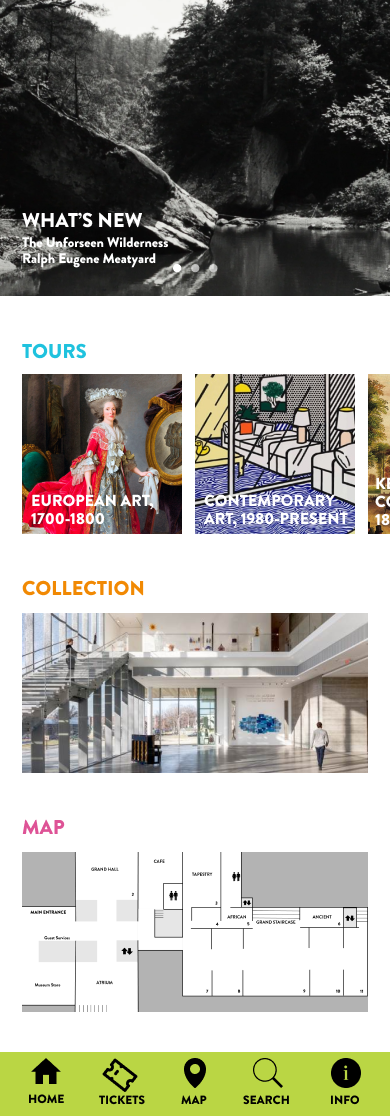 WHAT'S NEW
The Unforseen Wilderness
Ralph Eugene Meatyard
TOURS
EUROPEAN ART,
1700-1800
CONTEMPORARY
ART, 1980-PRESENT
KE
CO
18
COLLECTION
MAP
CAFE
GRAND HALL
TAPESTRY
2
3
MAIN ENTRANCE
AFRICAN
GRAND STAIRCASE
ANCIENT
4
5
6
Guest Services
Museum Store
ATRIUM
7
8
9
10
11
HOME
TICKETS
MAP
SEARCH
INFO